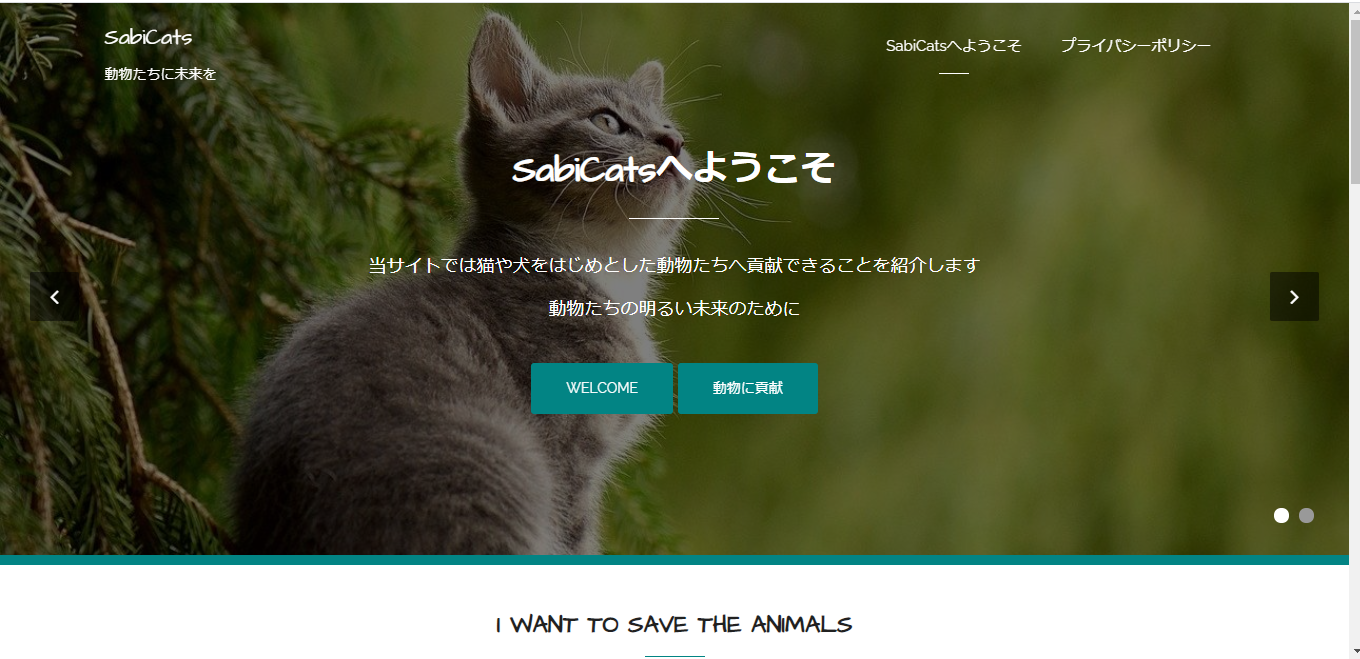 SabiCats
動物たちに未来を
SabiCatsへようこそ
プライバシーポリシー
SabiCatsへようこそ
当サイトでは猫や犬をはじめとした動物たちへ貢献できることを紹介します
動物たちの明るい未来のために
WELCOME
動物に貢献
I WANT TO SAVE THE ANIMALS